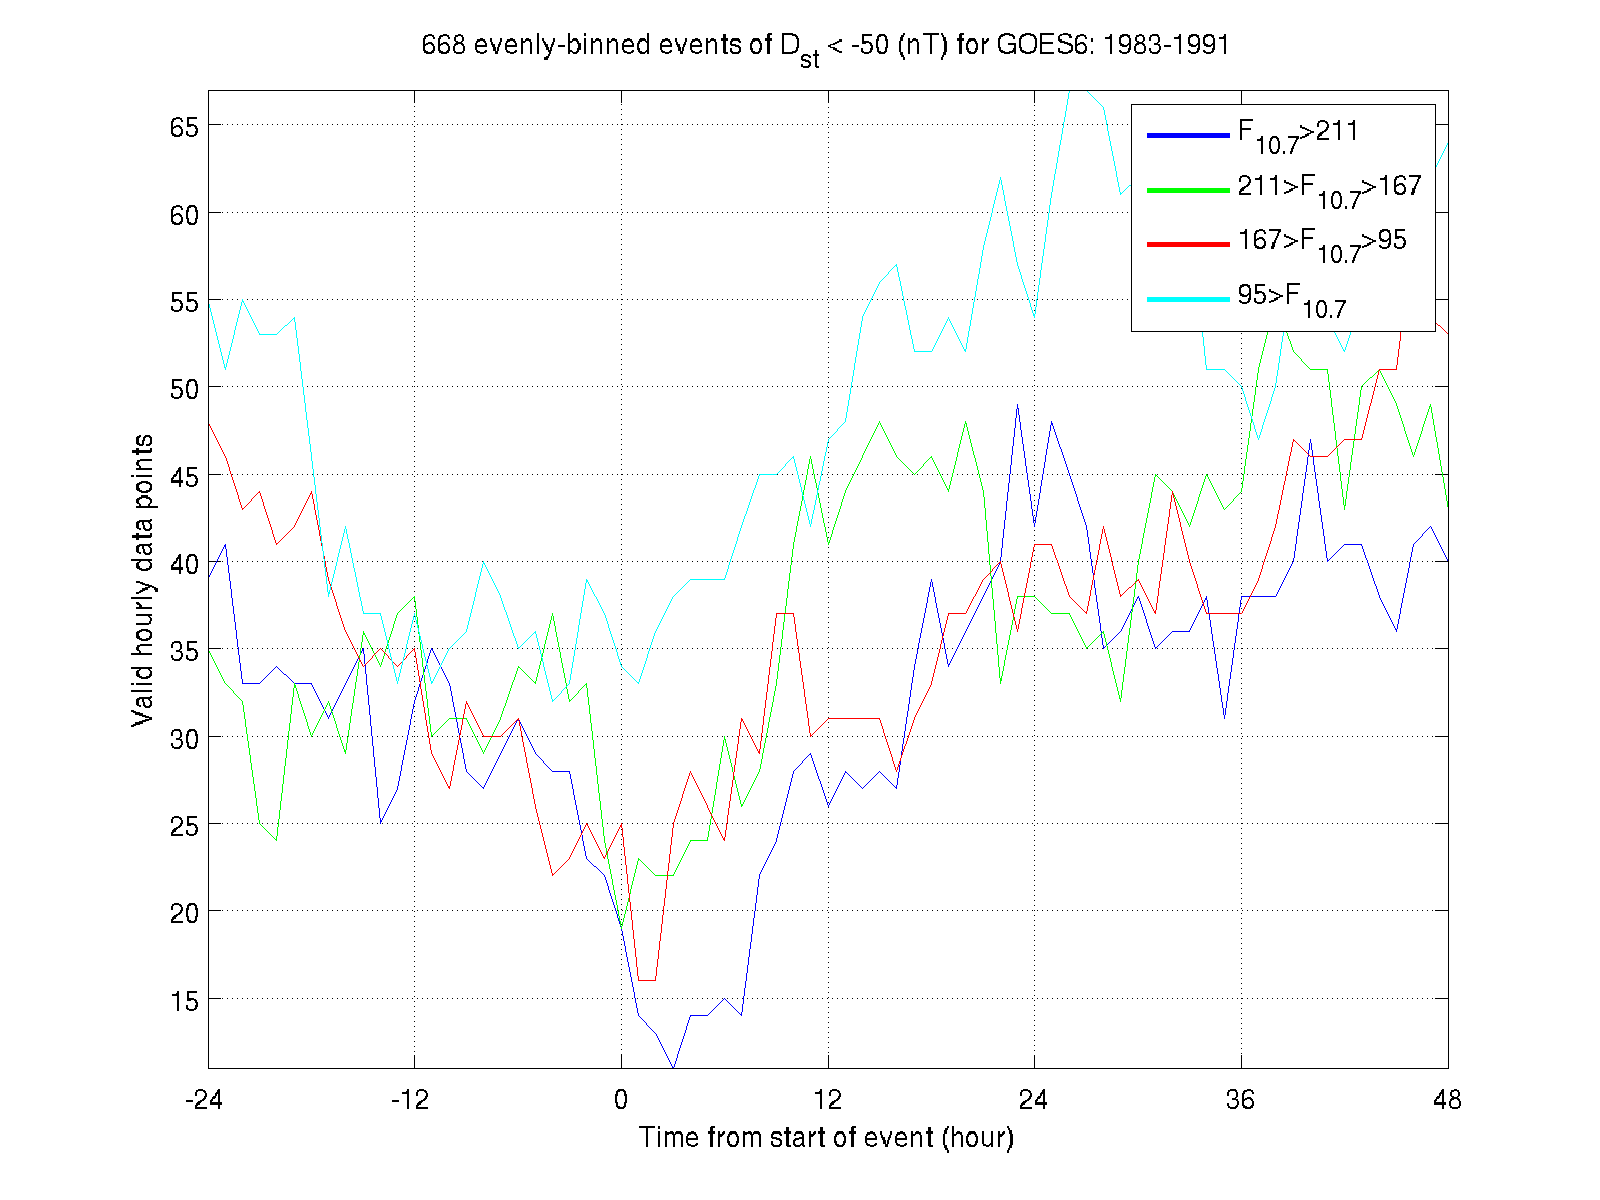 668 evenly-binned events of Dst < -50 (nT) for GOES6: 1983-1991
F10.7>211
211>F10.7>167
167>F10.7>95
95>F10.7
Valid hourly data points
65
60
55
50
45
40
35
30
25
20
15
-24 -12 0 12 24 36 48
Time from start of event (hour)